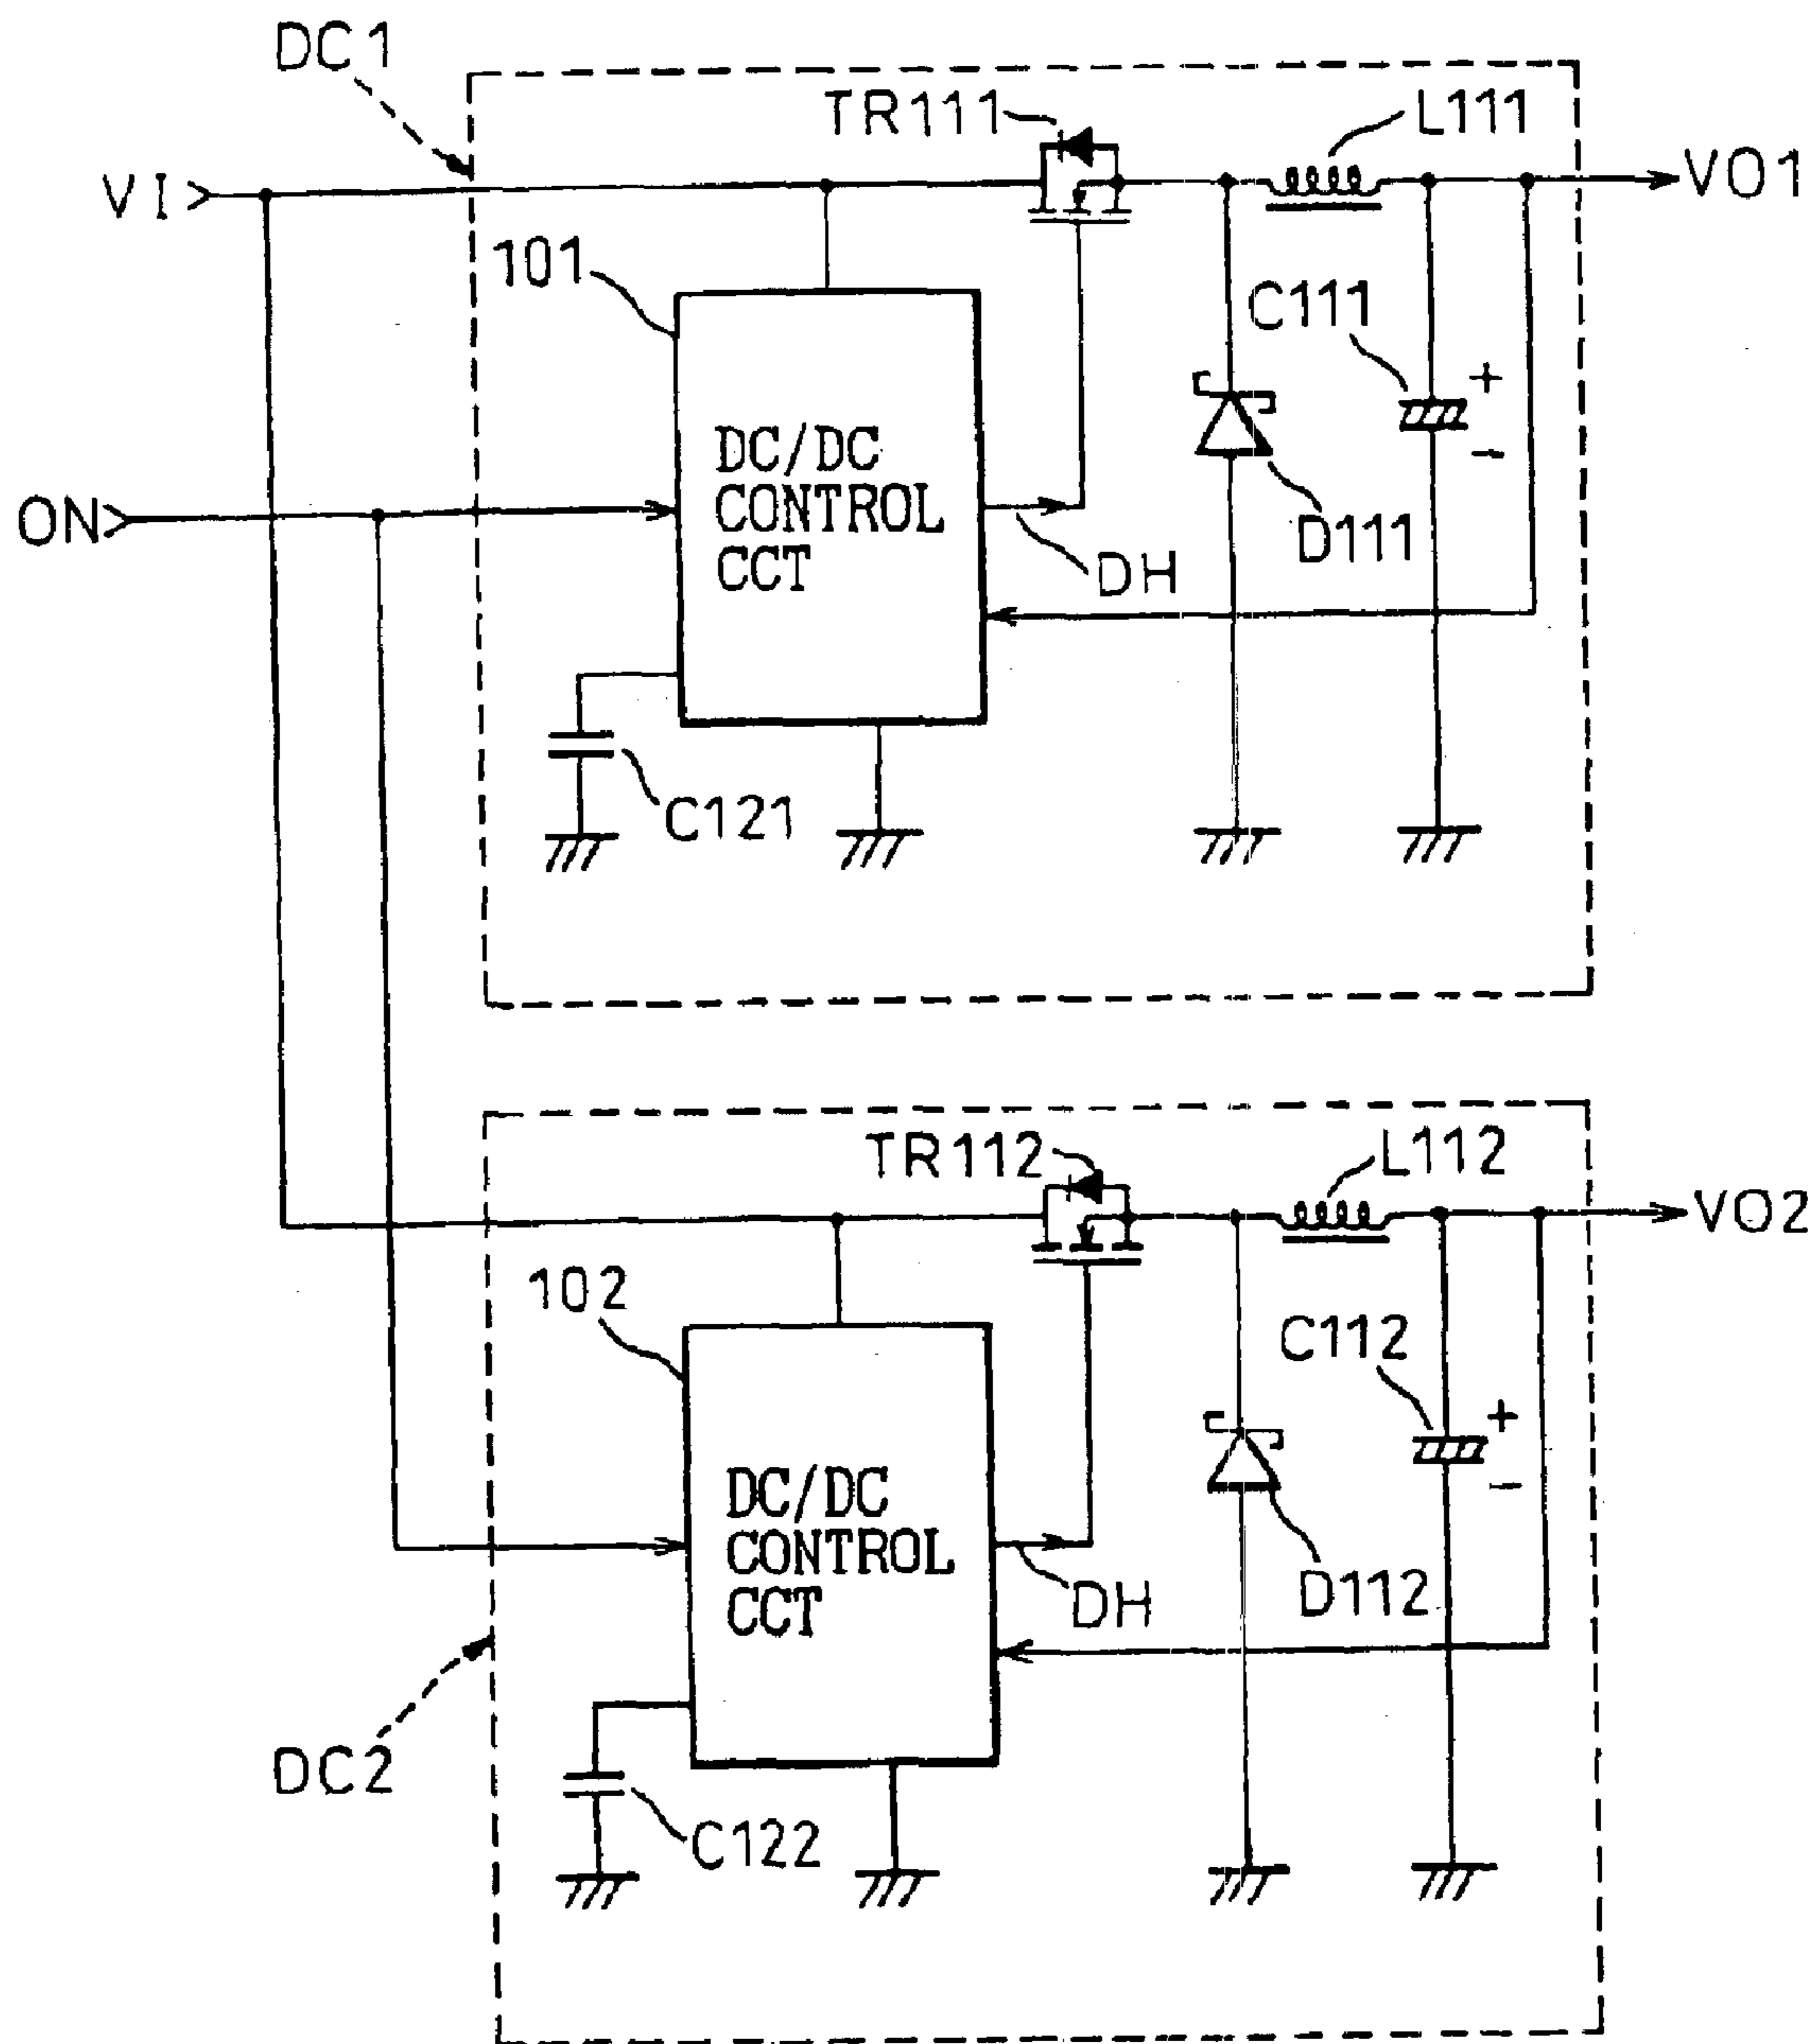 DC1
TR111
L111
VI
VO1
101
C111
+
DC/DC
CONTROL
CCT
-
ON
D111
DH
C121
TR112
L112
VO2
102
C112
+
DC/DC
CONTROL
CCT
-
D112
DH
DC2
C122